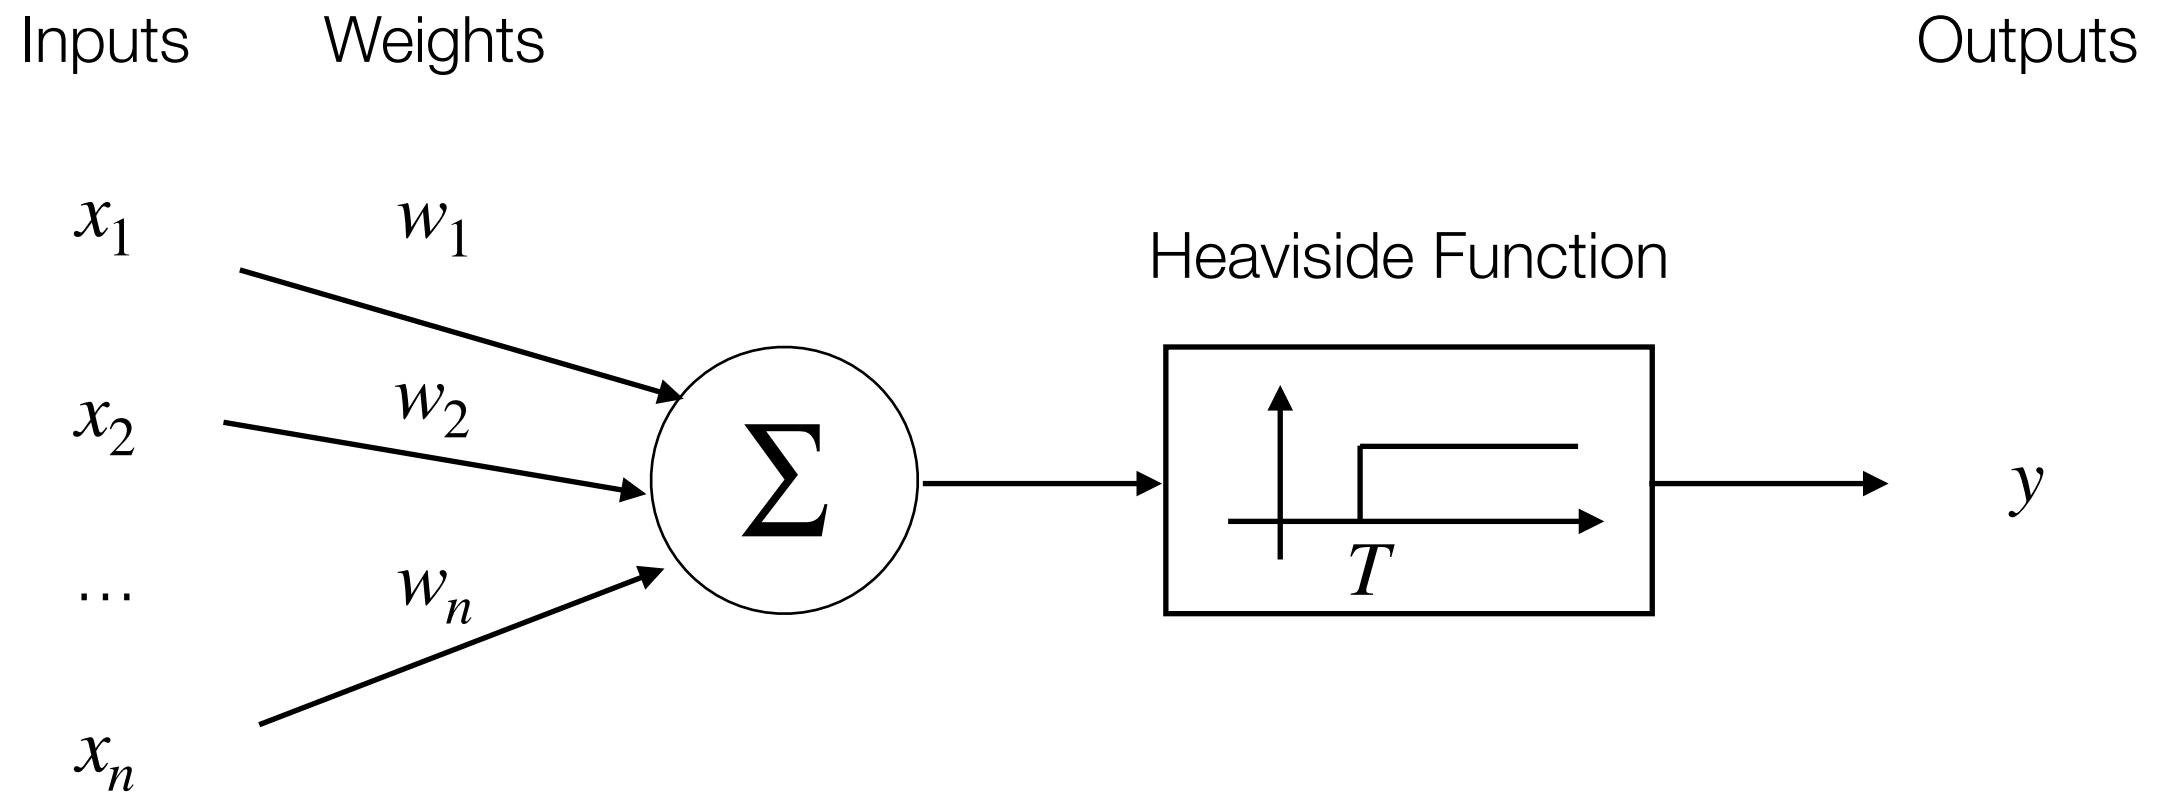 Inputs Weights Outputs
x₁ w₁
Heaviside Function
x₂ w₂
Σ
y
… wₙ
T
xₙ